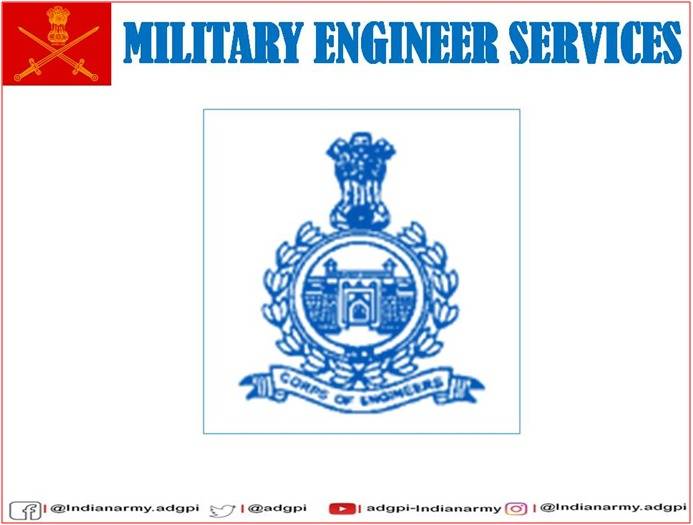 MILITARY ENGINEER SERVICES
CORPS OF ENGINEERS
| @Indianarmy.adgpi | @adgpi | adgpi-Indianarmy | @Indianarmy.adgpi